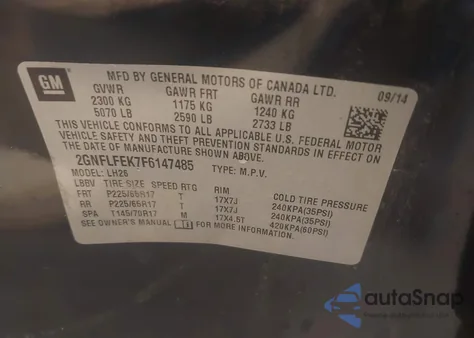 GM
MFD BY GENERAL MOTORS OF CANADA LTD.
09/14
GVWR GAWR FRT GAWR RR
2300 KG 1175 KG 1240 KG
5070 LB 2590 LB 2733 LB
THIS VEHICLE CONFORMS TO ALL APPLICABLE U.S. FEDERAL MOTOR
VEHICLE SAFETY AND THEFT PREVENTION STANDARDS IN EFFECT ON
THE DATE OF MANUFACTURE SHOWN ABOVE.
2GNFLFEK7F6147485 TYPE: M.P.V.
MODEL: LH26
LBBV TIRE SIZE SPEED RTG RIM COLD TIRE PRESSURE
FRT P225/65R17 T 17X7J 240KPA(35PSI)
RR P225/65R17 T 17X7J 240KPA(35PSI)
SPA T145/70R17 M 17X4.5T 420KPA(60PSI)
SEE OWNER'S MANUAL FOR MORE INFORMATION.
autoSnap